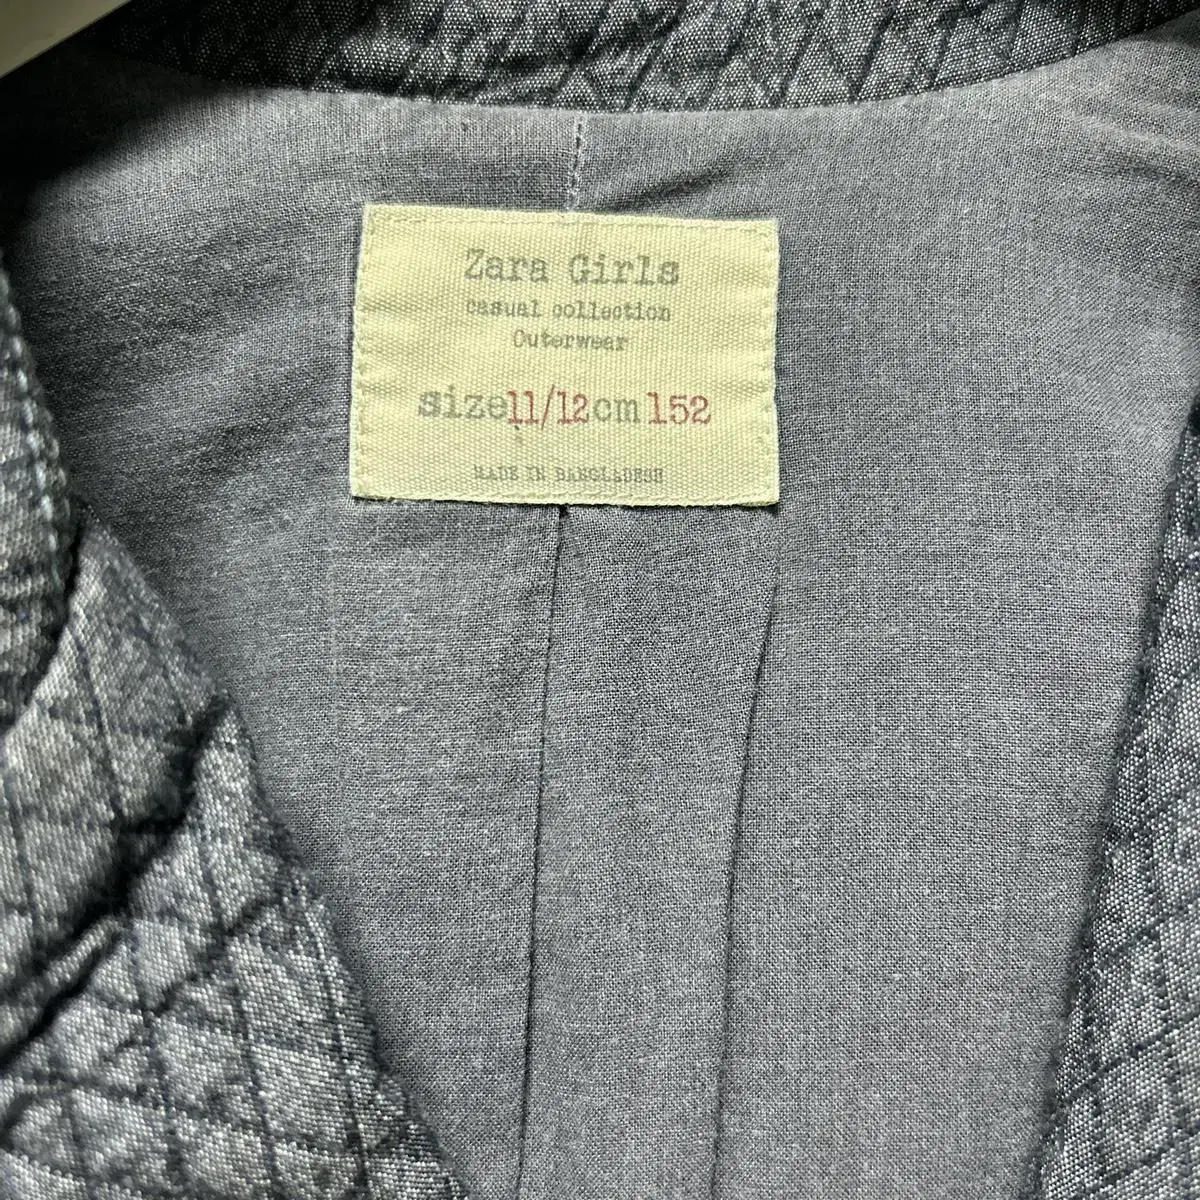 Zara Girls
casual collection
Outerwear
size11/12cm152
MADE IN BANGLADESH